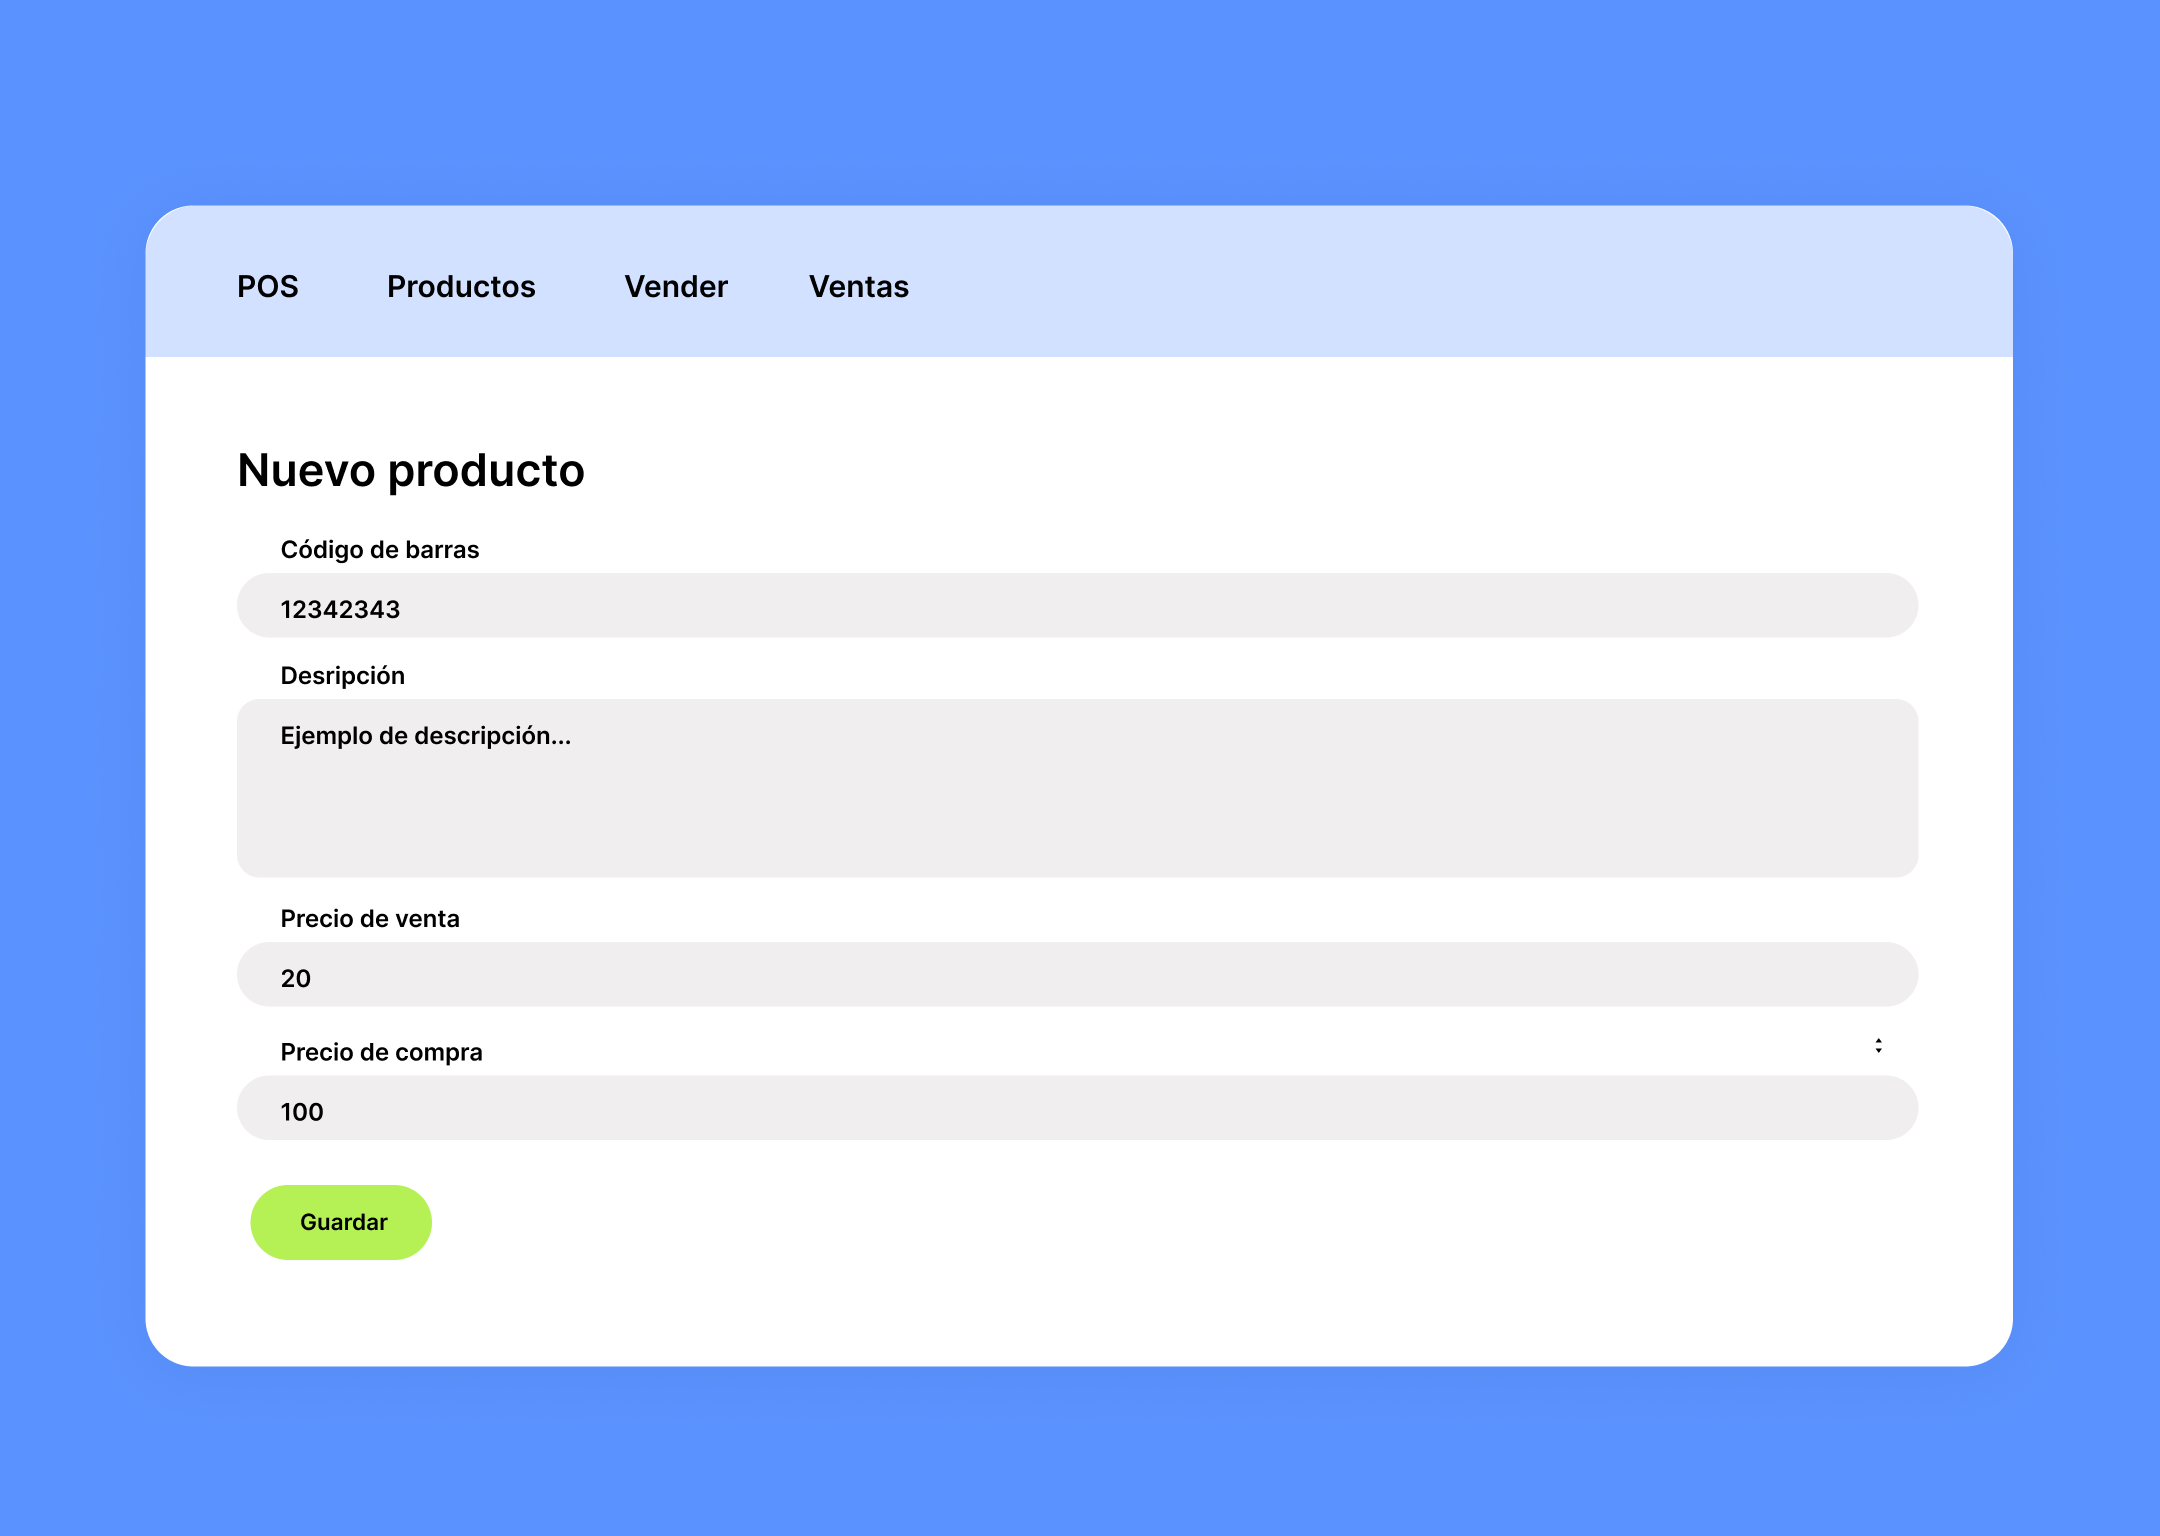 POS Productos Vender Ventas
Nuevo producto
Código de barras
12342343
Desripción
Ejemplo de descripción...
Precio de venta
20
Precio de compra
100
Guardar